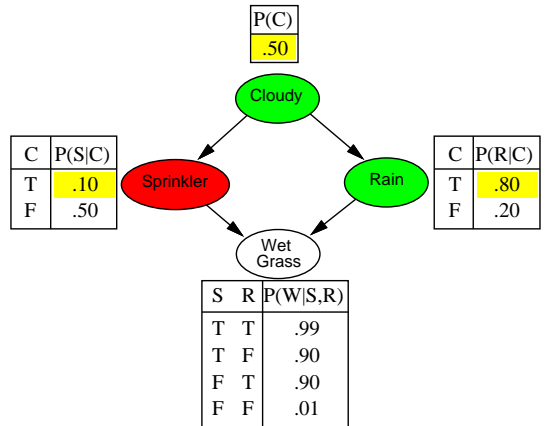 P(C)
.50
Cloudy
C P(S|C)
T .10
F .50
Sprinkler
Rain
C P(R|C)
T .80
F .20
Wet
Grass
S R P(W|S,R)
T T .99
T F .90
F T .90
F F .01